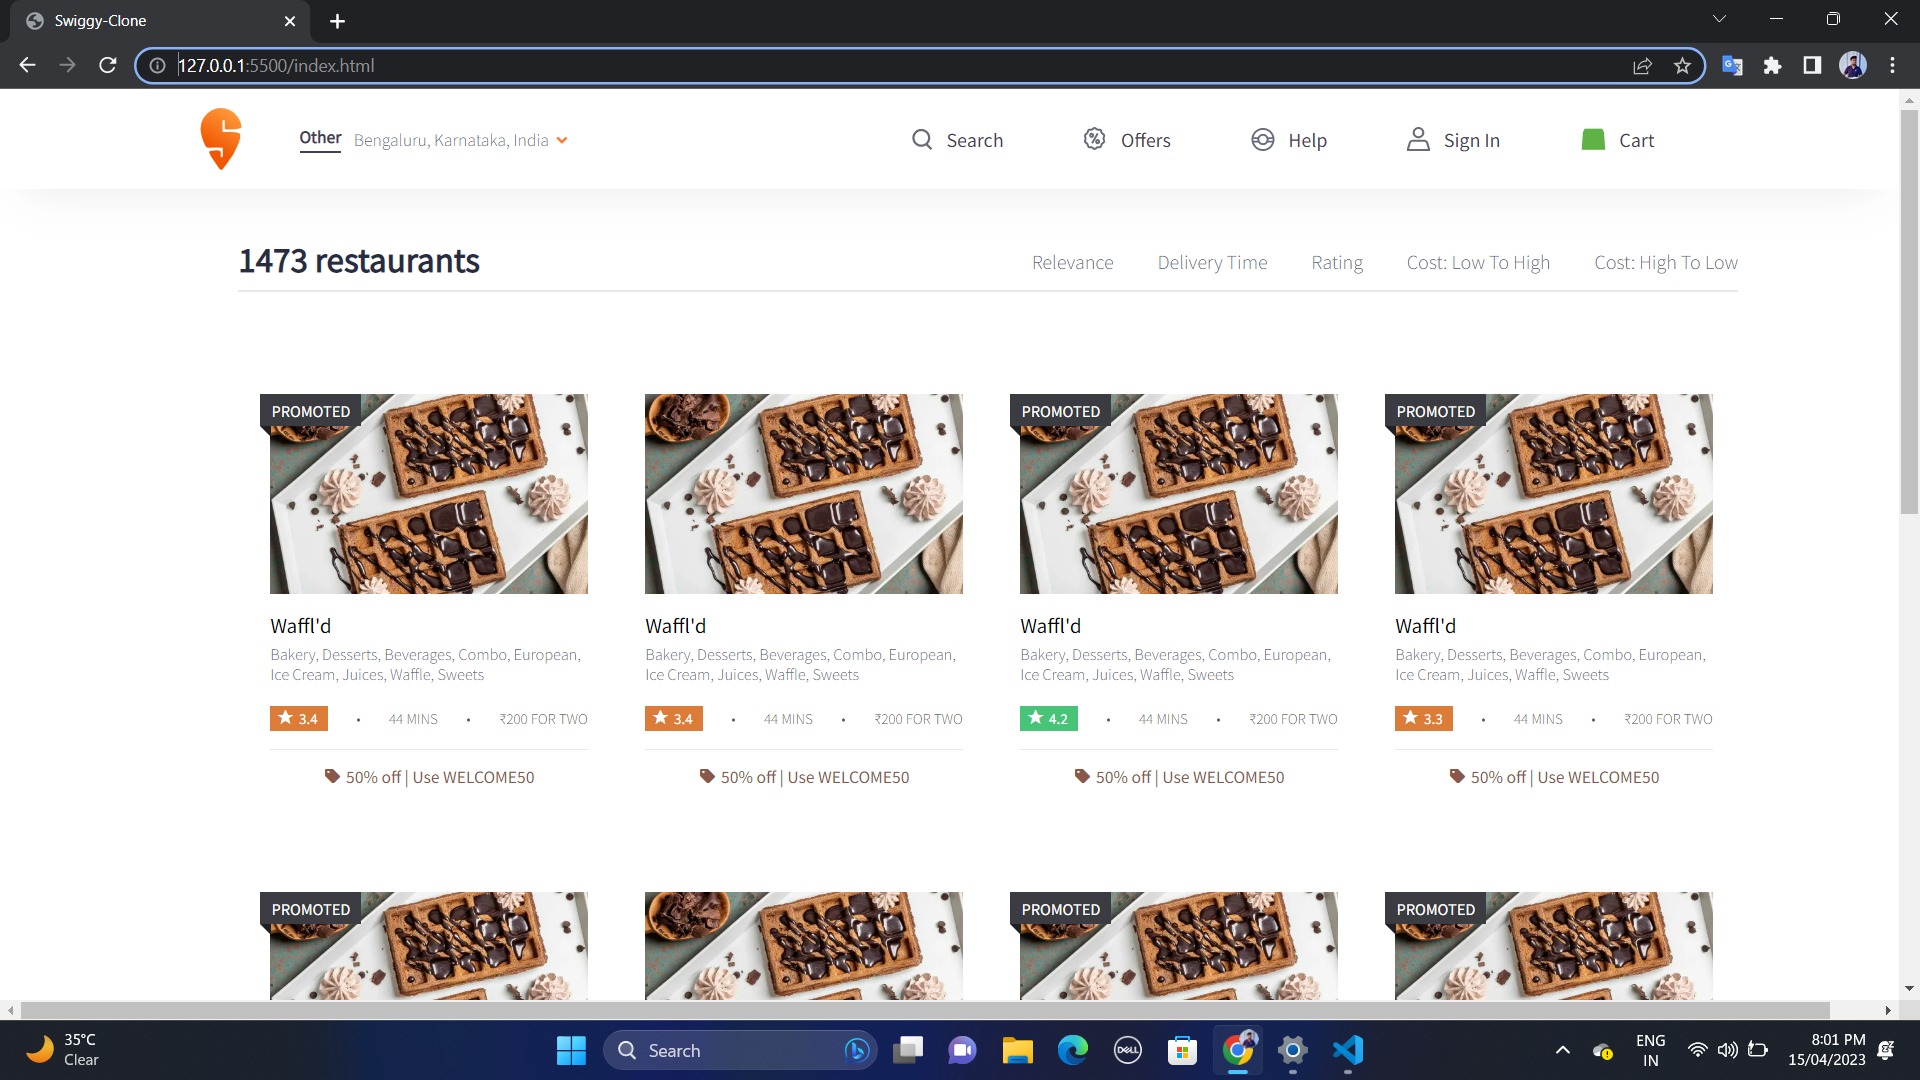 Swiggy-Clone
127.0.0.1:5500/index.html
Other Bengaluru, Karnataka, India Search Offers Help Sign In Cart
1473 restaurants Relevance Delivery Time Rating Cost: Low To High Cost: High To Low
PROMOTED PROMOTED PROMOTED
Waffl'd Waffl'd Waffl'd Waffl'd
Bakery, Desserts, Beverages, Combo, European, Bakery, Desserts, Beverages, Combo, European, Bakery, Desserts, Beverages, Combo, European, Bakery, Desserts, Beverages, Combo, European,
Ice Cream, Juices, Waffle, Sweets Ice Cream, Juices, Waffle, Sweets Ice Cream, Juices, Waffle, Sweets Ice Cream, Juices, Waffle, Sweets
★ 3.4 • 44 MINS • ₹200 FOR TWO ★ 3.4 • 44 MINS • ₹200 FOR TWO ★ 4.2 • 44 MINS • ₹200 FOR TWO ★ 3.3 • 44 MINS • ₹200 FOR TWO
50% off | Use WELCOME50 50% off | Use WELCOME50 50% off | Use WELCOME50 50% off | Use WELCOME50
PROMOTED PROMOTED PROMOTED
35°C Search DELL ENG 8:01 PM
Clear IN 15/04/2023